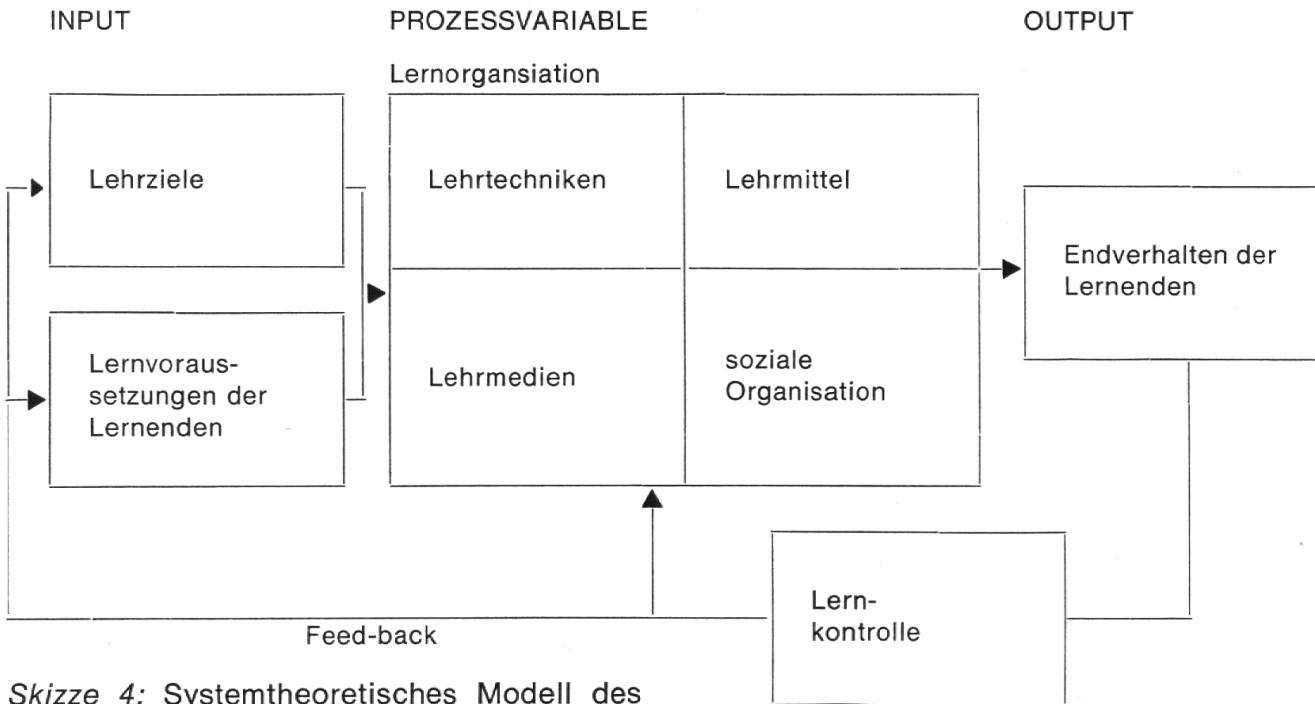 INPUT
PROZESSVARIABLE
OUTPUT
Lernorgansiation
Lehrziele
Lehrtechniken
Lehrmittel
Endverhalten der
Lernenden
Lernvoraus-
setzungen der
Lernenden
Lehrmedien
soziale
Organisation
Lern-
kontrolle
Feed-back
Skizze 4: Systemtheoretisches Modell des